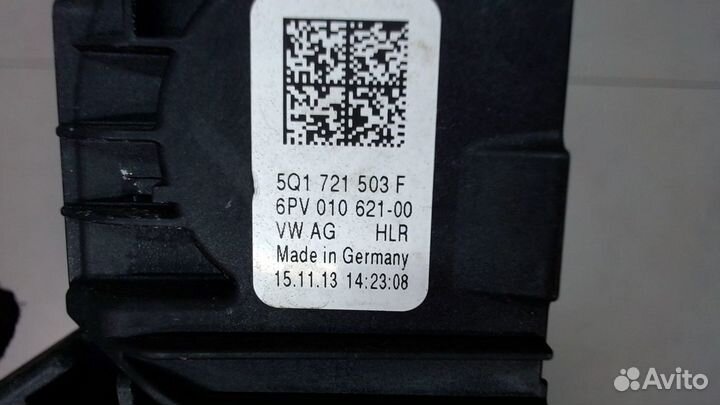 5Q1 721 503 F
6PV 010 621-00
VW AG HLR
Made in Germany
15.11.13 14:23:08
Avito